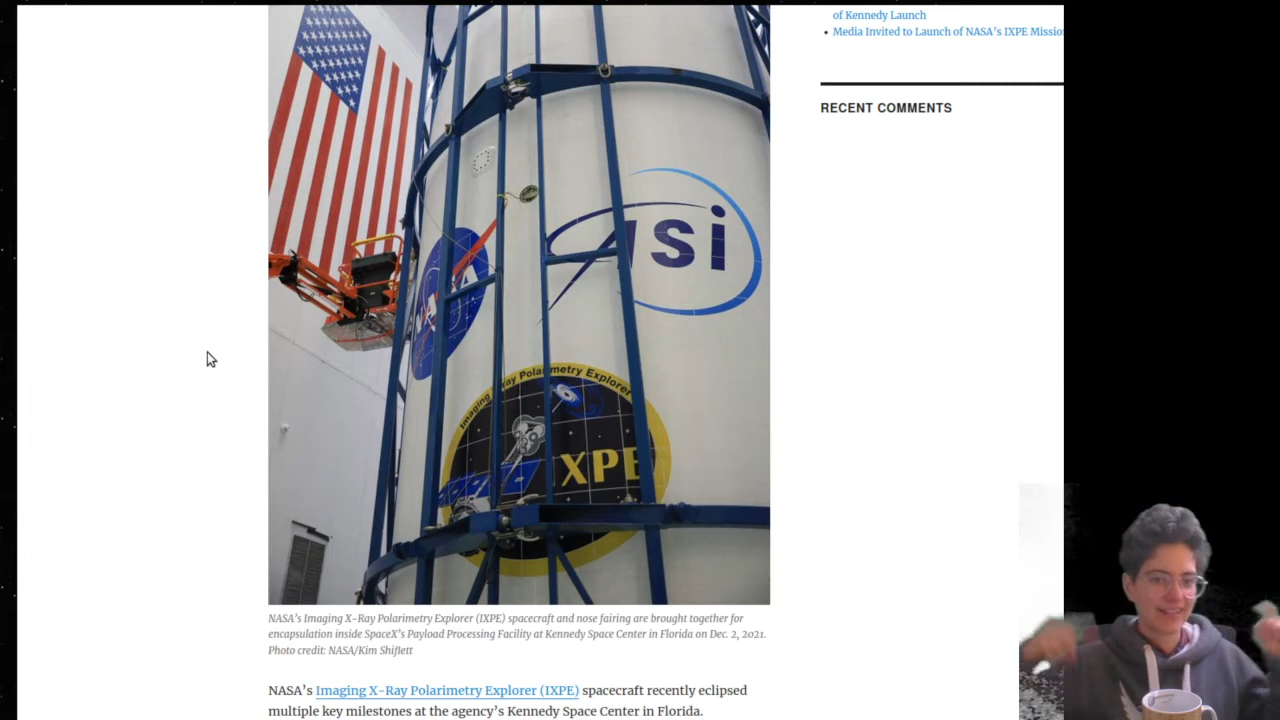 of Kennedy Launch
• Media Invited to Launch of NASA's IXPE Missio
RECENT COMMENTS
NASA
ASI
Imaging X-ray Polarimetry Explorer
XPE
NASA's Imaging X-Ray Polarimetry Explorer (IXPE) spacecraft and nose fairing are brought together for
encapsulation inside SpaceX's Payload Processing Facility at Kennedy Space Center in Florida on Dec. 2, 2021.
Photo credit: NASA/Kim Shiflett
NASA's Imaging X-Ray Polarimetry Explorer (IXPE) spacecraft recently eclipsed
multiple key milestones at the agency's Kennedy Space Center in Florida.